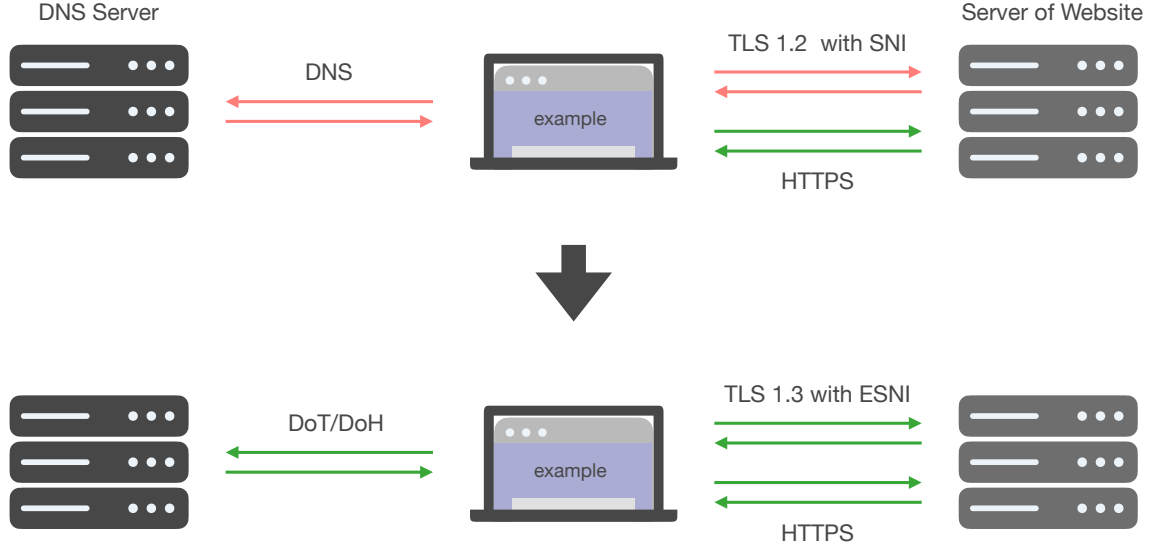 DNS Server
Server of Website
DNS
TLS 1.2 with SNI
example
HTTPS
DoT/DoH
TLS 1.3 with ESNI
example
HTTPS